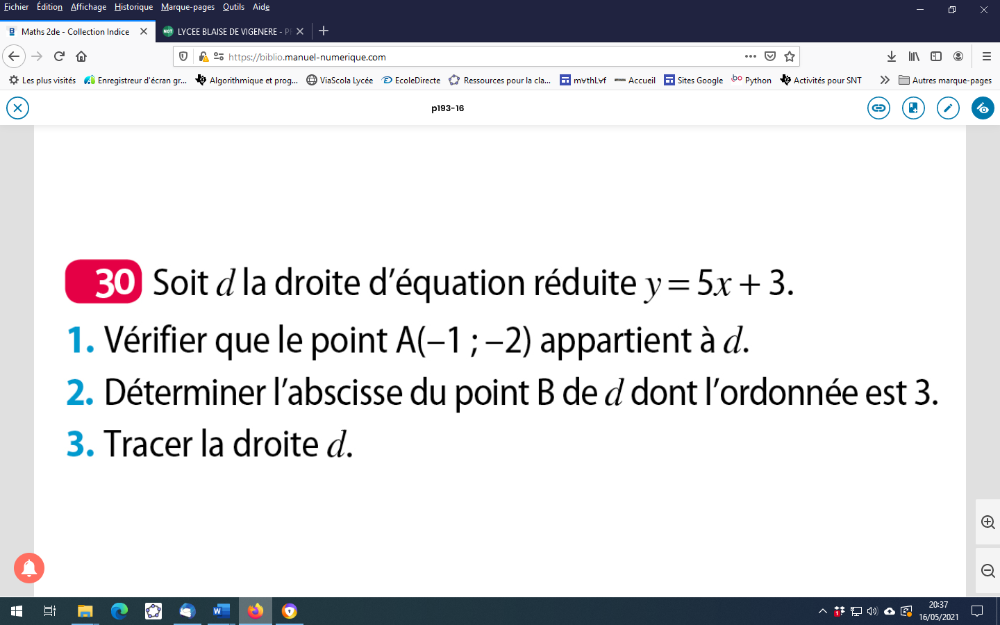 Fichier Édition Affichage Historique Marque-pages Outils Aide
Maths 2de - Collection Indice LYCEE BLAISE DE VIGENERE - P
https://biblio.manuel-numerique.com
Les plus visités Enregistreur d'écran gr... Algorithmique et prog... ViaScola Lycée EcoleDirecte Ressources pour la cla... m∀thL∀f Accueil Sites Google Python Activités pour SNT Autres marque-pages
p193-16
30 Soit d la droite d'équation réduite y = 5x + 3.
1. Vérifier que le point A(–1 ; –2) appartient à d.
2. Déterminer l'abscisse du point B de d dont l'ordonnée est 3.
3. Tracer la droite d.
20:37
16/05/2021